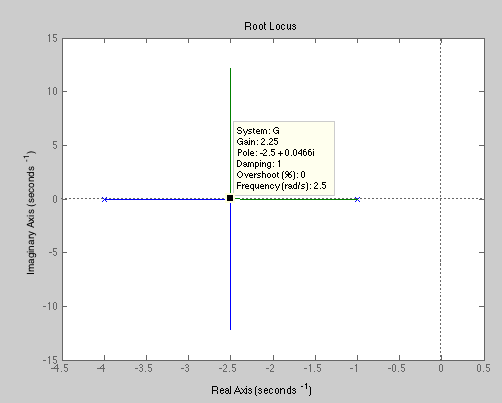 Root Locus
15
10
5
0
-5
-10
-15
Imaginary Axis (seconds⁻¹)
System: G
Gain: 2.25
Pole: -2.5 + 0.0466i
Damping: 1
Overshoot (%): 0
Frequency (rad/s): 2.5
-4.5 -4 -3.5 -3 -2.5 -2 -1.5 -1 -0.5 0 0.5
Real Axis (seconds⁻¹)